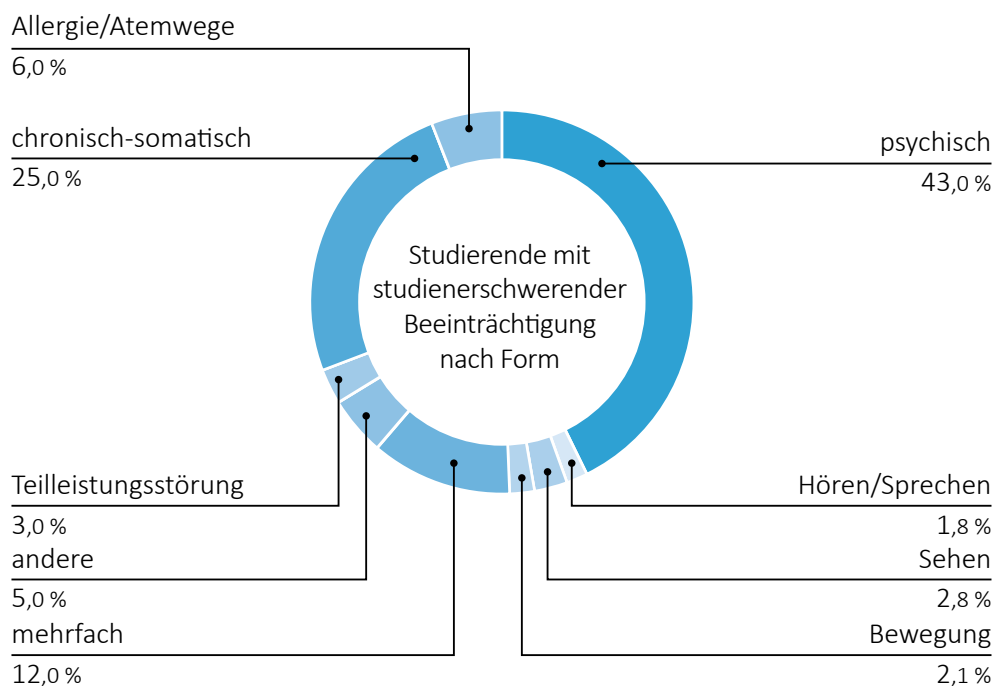 Allergie/Atemwege
6,0 %
chronisch-somatisch
25,0 %
psychisch
43,0 %
Studierende mit
studienerschwerender
Beeinträchtigung
nach Form
Teilleistungsstörung
3,0 %
andere
5,0 %
mehrfach
12,0 %
Hören/Sprechen
1,8 %
Sehen
2,8 %
Bewegung
2,1 %